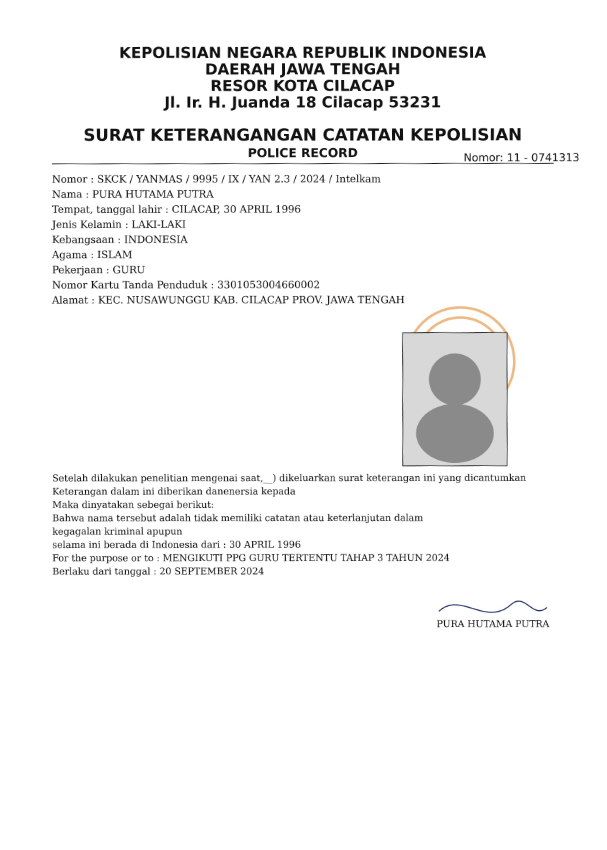 KEPOLISIAN NEGARA REPUBLIK INDONESIA
DAERAH JAWA TENGAH
RESOR KOTA CILACAP
Jl. Ir. H. Juanda 18 Cilacap 53231
SURAT KETERANGANGAN CATATAN KEPOLISIAN
POLICE RECORD
Nomor: 11 - 0741313
Nomor : SKCK / YANMAS / 9995 / IX / YAN 2.3 / 2024 / Intelkam
Nama : PURA HUTAMA PUTRA
Tempat, tanggal lahir : CILACAP, 30 APRIL 1996
Jenis Kelamin : LAKI-LAKI
Kebangsaan : INDONESIA
Agama : ISLAM
Pekerjaan : GURU
Nomor Kartu Tanda Penduduk : 3301053004660002
Alamat : KEC. NUSAWUNGGU KAB. CILACAP PROV. JAWA TENGAH
Setelah dilakukan penelitian mengenai saat,__) dikeluarkan surat keterangan ini yang dicantumkan
Keterangan dalam ini diberikan danenersia kepada
Maka dinyatakan sebegai berikut:
Bahwa nama tersebut adalah tidak memiliki catatan atau keterlanjutan dalam
kegagalan kriminal apupun
selama ini berada di Indonesia dari : 30 APRIL 1996
For the purpose or to : MENGIKUTI PPG GURU TERTENTU TAHAP 3 TAHUN 2024
Berlaku dari tanggal : 20 SEPTEMBER 2024
PURA HUTAMA PUTRA